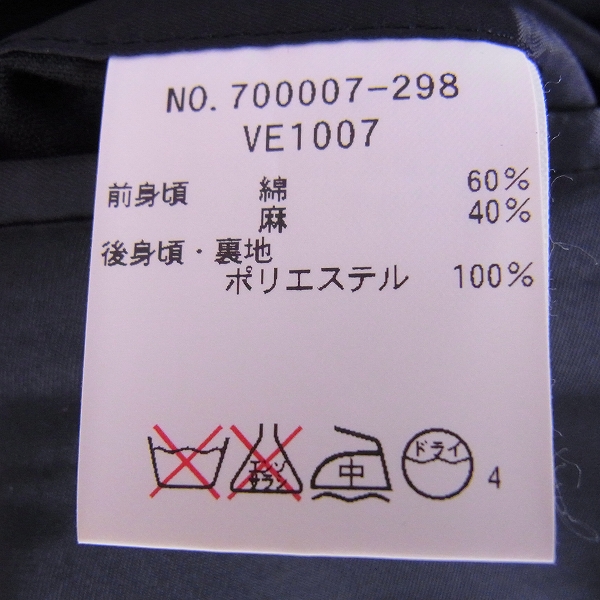 NO. 700007-298
VE1007
前身頃 綿 60%
麻 40%
後身頃・裏地
ポリエステル 100%
エンソ
サラシ
中
ドライ
4